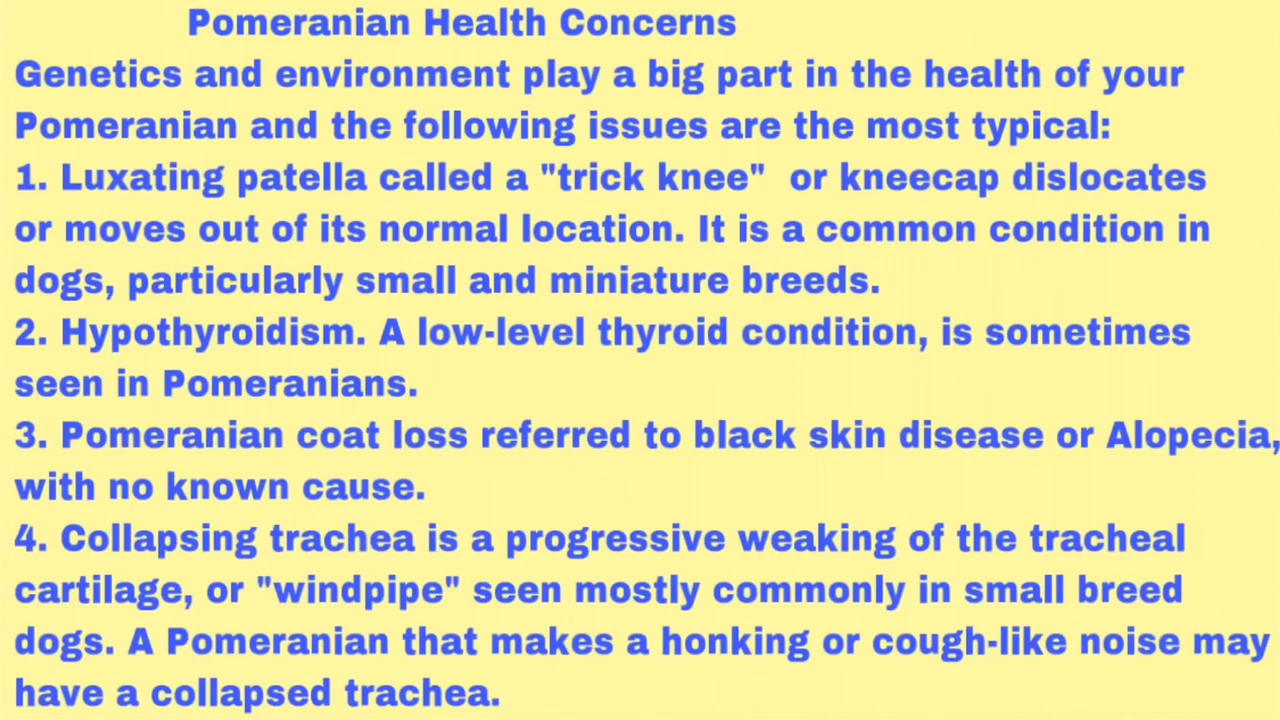 Pomeranian Health Concerns
Genetics and environment play a big part in the health of your
Pomeranian and the following issues are the most typical:
1. Luxating patella called a "trick knee"  or kneecap dislocates
or moves out of its normal location. It is a common condition in
dogs, particularly small and miniature breeds.
2. Hypothyroidism. A low-level thyroid condition, is sometimes
seen in Pomeranians.
3. Pomeranian coat loss referred to black skin disease or Alopecia,
with no known cause.
4. Collapsing trachea is a progressive weaking of the tracheal
cartilage, or "windpipe" seen mostly commonly in small breed
dogs. A Pomeranian that makes a honking or cough-like noise may
have a collapsed trachea.